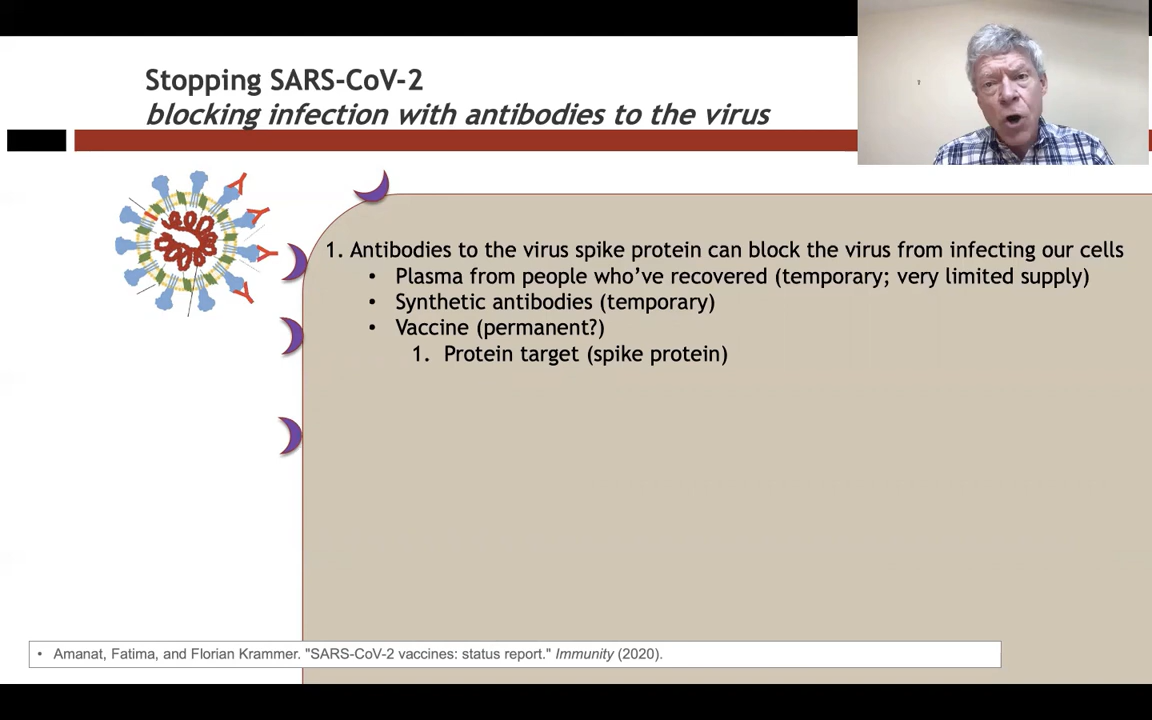 Stopping SARS-CoV-2
blocking infection with antibodies to the virus
1. Antibodies to the virus spike protein can block the virus from infecting our cells
• Plasma from people who’ve recovered (temporary; very limited supply)
• Synthetic antibodies (temporary)
• Vaccine (permanent?)
1. Protein target (spike protein)
• Amanat, Fatima, and Florian Krammer. "SARS-CoV-2 vaccines: status report." Immunity (2020).